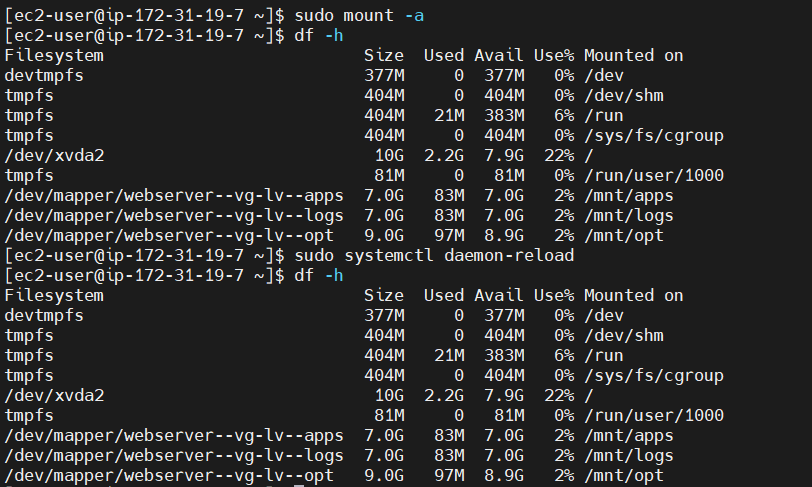 [ec2-user@ip-172-31-19-7 ~]$ sudo mount -a
[ec2-user@ip-172-31-19-7 ~]$ df -h
Filesystem                            Size  Used Avail Use% Mounted on
devtmpfs                              377M     0  377M   0% /dev
tmpfs                                 404M     0  404M   0% /dev/shm
tmpfs                                 404M   21M  383M   6% /run
tmpfs                                 404M     0  404M   0% /sys/fs/cgroup
/dev/xvda2                             10G  2.2G  7.9G  22% /
tmpfs                                  81M     0   81M   0% /run/user/1000
/dev/mapper/webserver--vg-lv--apps  7.0G   83M  7.0G   2% /mnt/apps
/dev/mapper/webserver--vg-lv--logs  7.0G   83M  7.0G   2% /mnt/logs
/dev/mapper/webserver--vg-lv--opt   9.0G   97M  8.9G   2% /mnt/opt
[ec2-user@ip-172-31-19-7 ~]$ sudo systemctl daemon-reload
[ec2-user@ip-172-31-19-7 ~]$ df -h
Filesystem                            Size  Used Avail Use% Mounted on
devtmpfs                              377M     0  377M   0% /dev
tmpfs                                 404M     0  404M   0% /dev/shm
tmpfs                                 404M   21M  383M   6% /run
tmpfs                                 404M     0  404M   0% /sys/fs/cgroup
/dev/xvda2                             10G  2.2G  7.9G  22% /
tmpfs                                  81M     0   81M   0% /run/user/1000
/dev/mapper/webserver--vg-lv--apps  7.0G   83M  7.0G   2% /mnt/apps
/dev/mapper/webserver--vg-lv--logs  7.0G   83M  7.0G   2% /mnt/logs
/dev/mapper/webserver--vg-lv--opt   9.0G   97M  8.9G   2% /mnt/opt